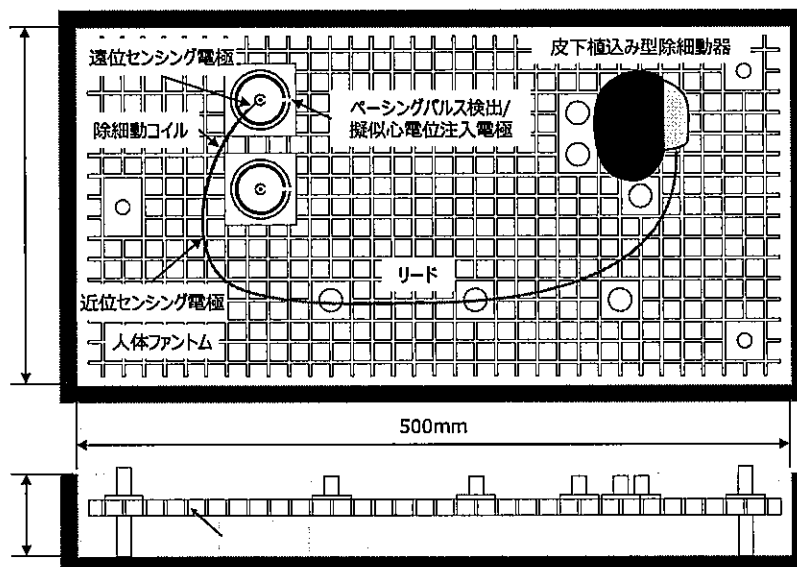 遠位センシング電極
皮下植込み型除細動器
ペーシングパルス検出/
擬似心電位注入電極
除細動コイル
リード
近位センシング電極
人体ファントム
500mm